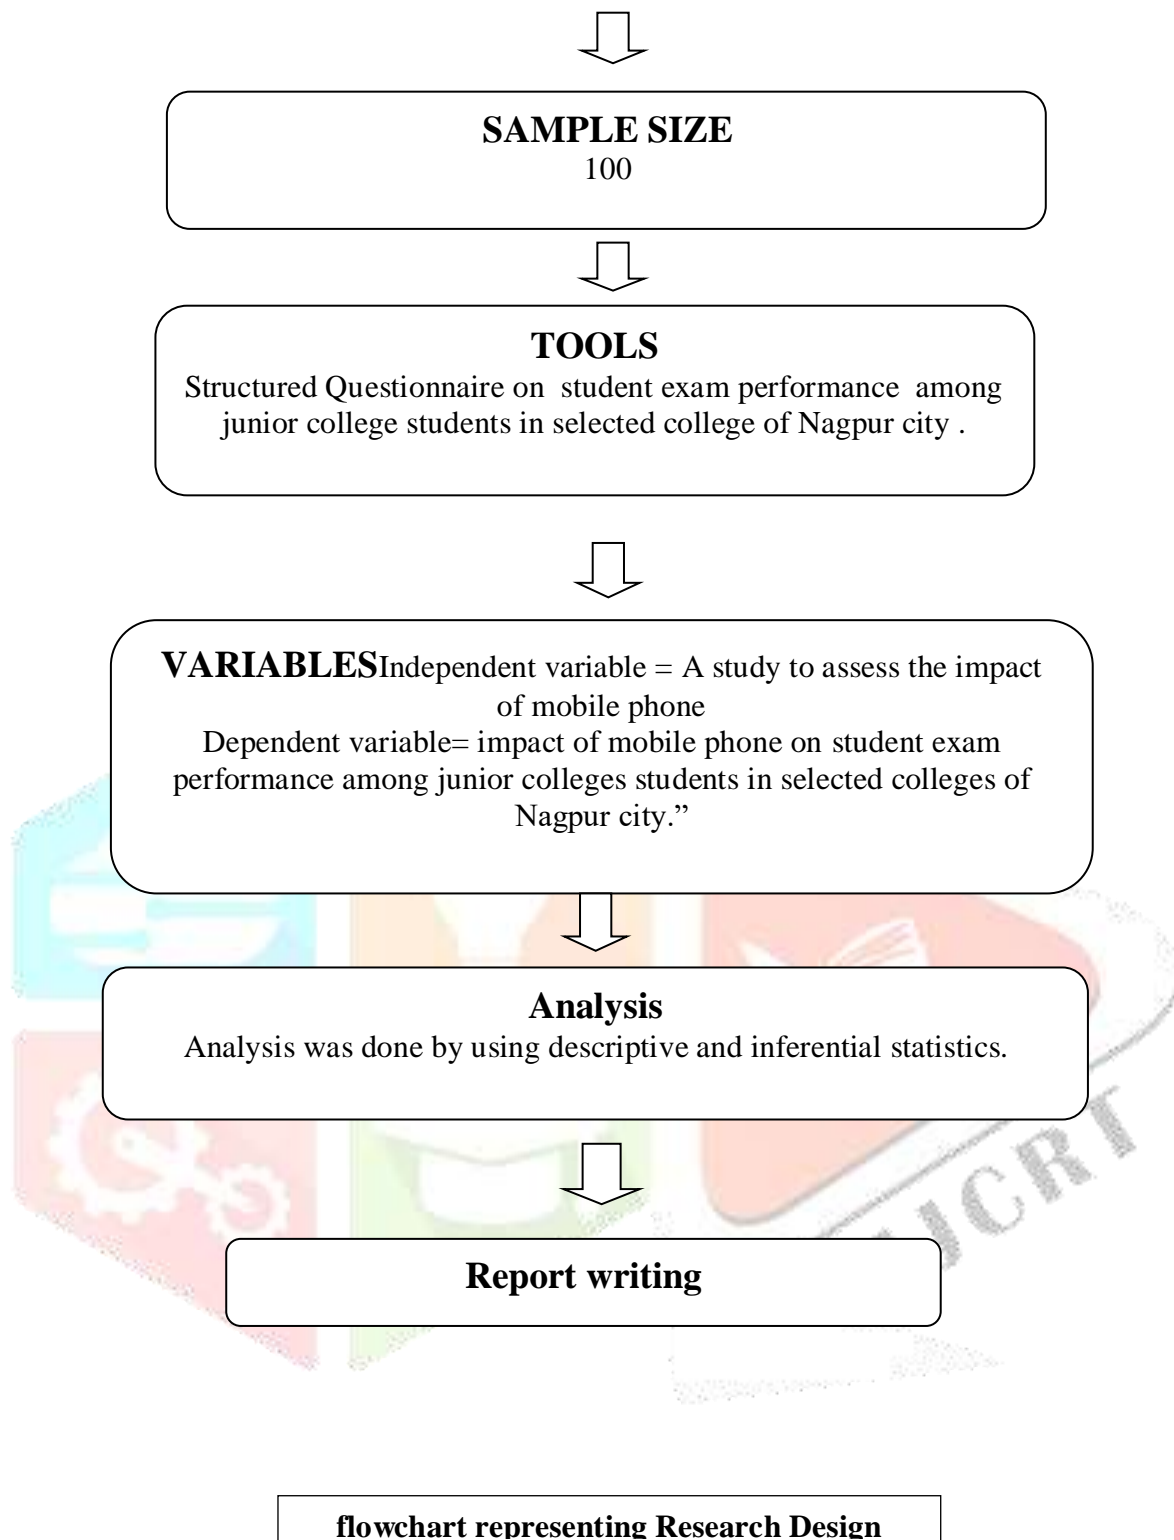 SAMPLE SIZE
100
TOOLS
Structured Questionnaire on student exam performance among
junior college students in selected college of Nagpur city .
VARIABLESIndependent variable = A study to assess the impact
of mobile phone
Dependent variable= impact of mobile phone on student exam
performance among junior colleges students in selected colleges of
Nagpur city.”
Analysis
Analysis was done by using descriptive and inferential statistics.
IJCRT
Report writing
flowchart representing Research Design